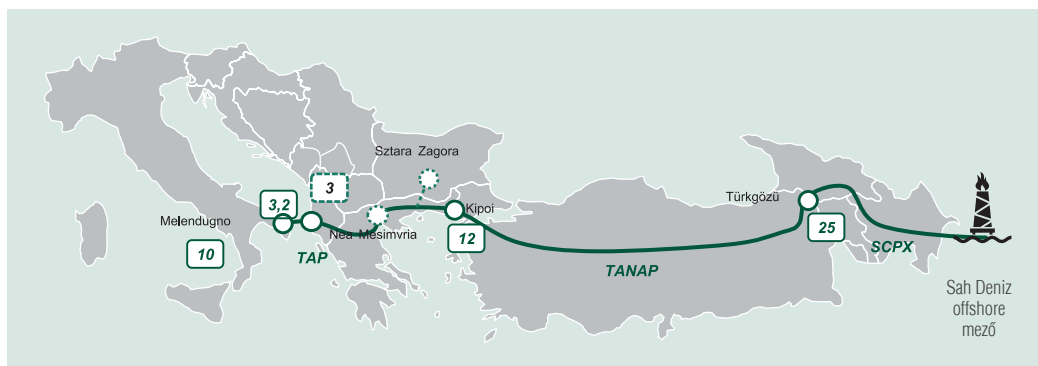 Sztara Zagora
3
3,2
Türkgözü
Kipoi
Melendugno
Nea Mesimvria
12
25
10
TAP
SCPX
TANAP
Sah Deniz
offshore
mező